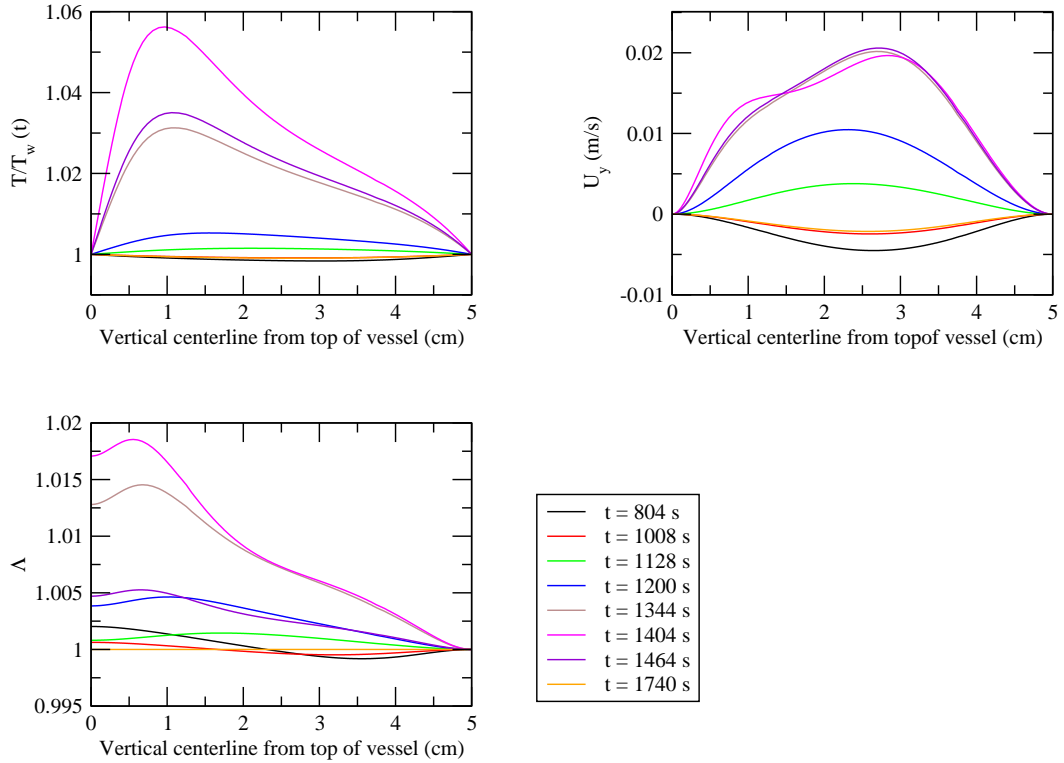 1.06
1.04
1.02
1
T/T_w (t)
0 1 2 3 4 5
Vertical centerline from top of vessel (cm)
0.02
0.01
0
-0.01
U_y (m/s)
0 1 2 3 4 5
Vertical centerline from topof vessel (cm)
1.02
1.015
1.01
1.005
1
0.995
Λ
0 1 2 3 4 5
Vertical centerline from top of vessel (cm)
t = 804 s
t = 1008 s
t = 1128 s
t = 1200 s
t = 1344 s
t = 1404 s
t = 1464 s
t = 1740 s